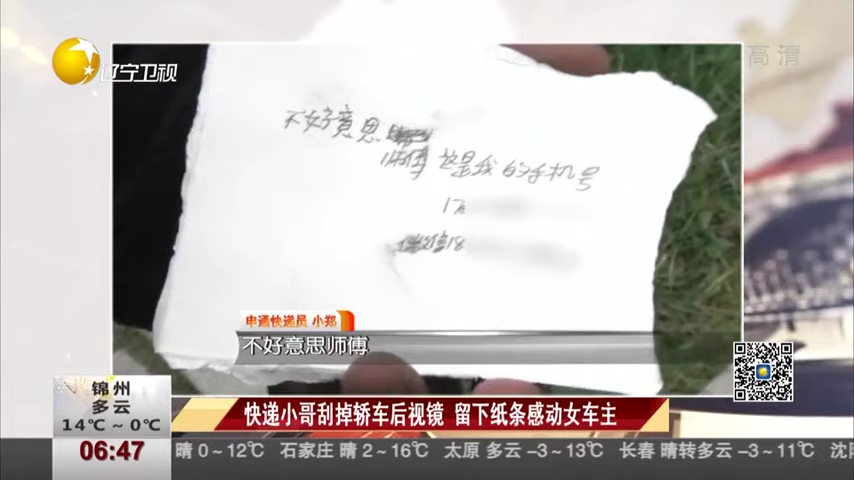 辽宁卫视
高清
不好意思
师傅 这是我的手机号
17
18
申通快递员 小郑
不好意思师傅
快递小哥刮掉轿车后视镜 留下纸条感动女车主
锦州
多云
14℃~0℃
06:47
晴 0~12℃ 石家庄 晴 2~16℃ 太原 多云 -3~13℃ 长春 晴转多云 -3~11℃ 沈